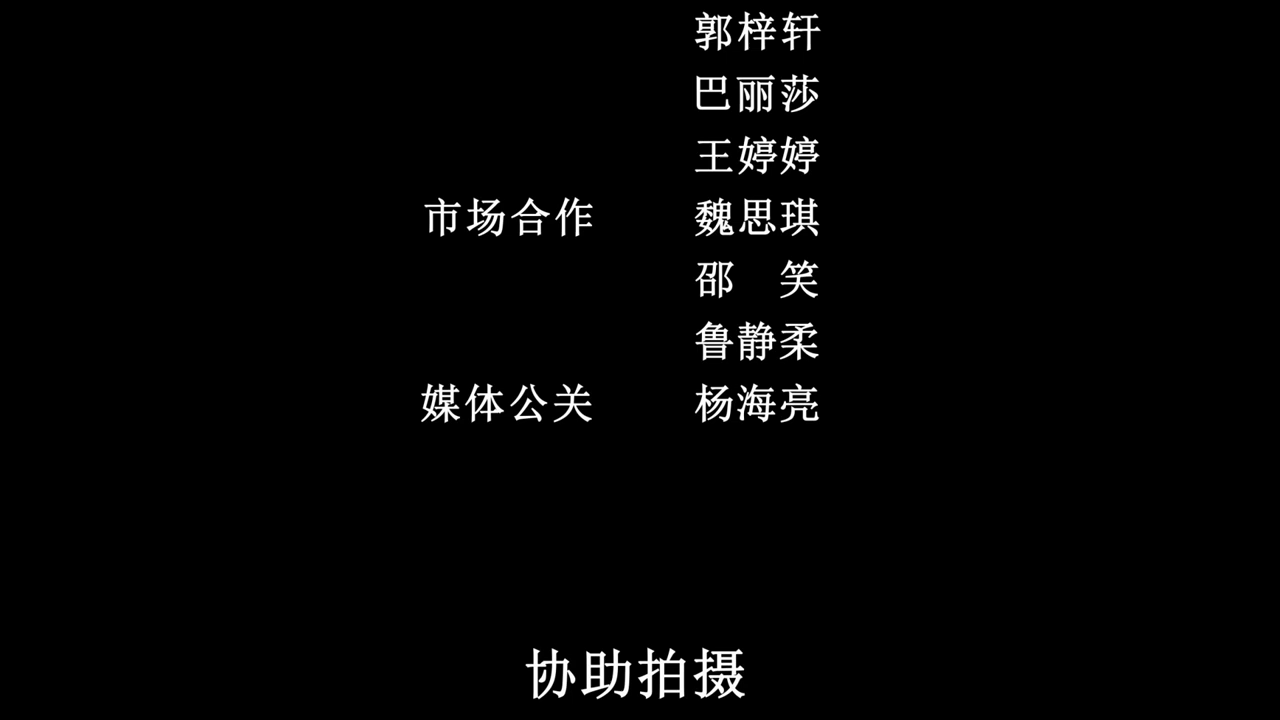 郭梓轩
巴丽莎
王婷婷
市场合作 魏思琪
邵 笑
鲁静柔
媒体公关 杨海亮
协助拍摄